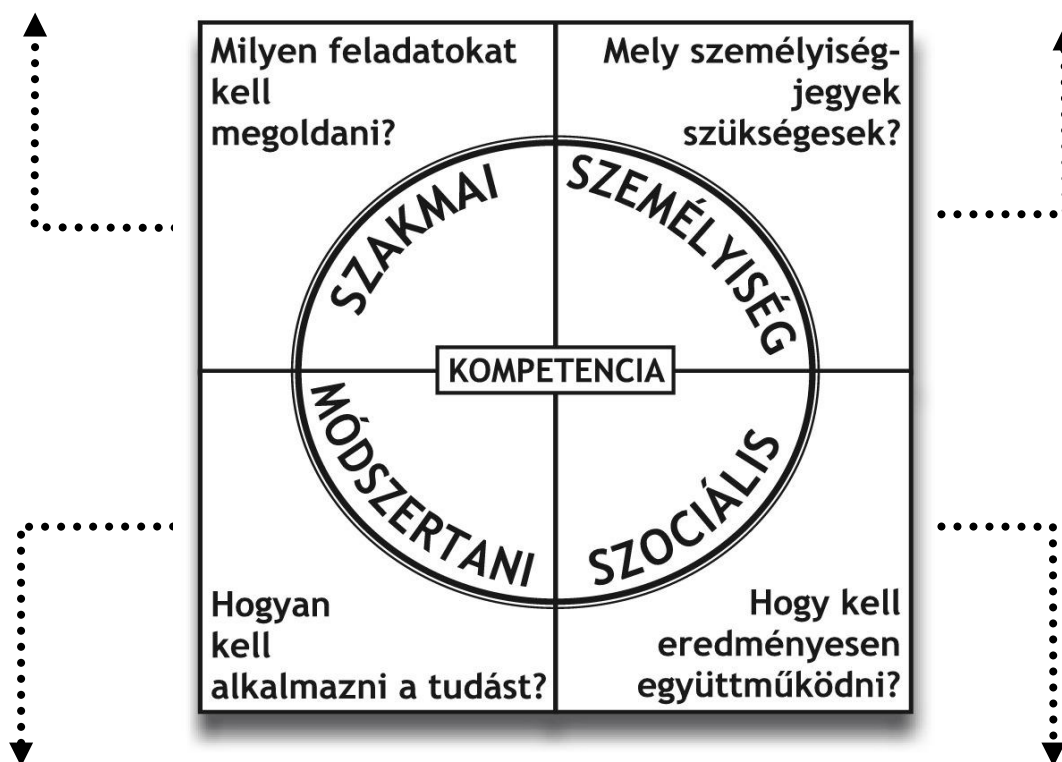 Milyen feladatokat
kell
megoldani?
Mely személyiség-
jegyek
szükségesek?
SZAKMAI
SZEMÉLYISÉG
KOMPETENCIA
MÓDSZERTANI
SZOCIÁLIS
Hogyan
kell
alkalmazni a tudást?
Hogy kell
eredményesen
együttműködni?